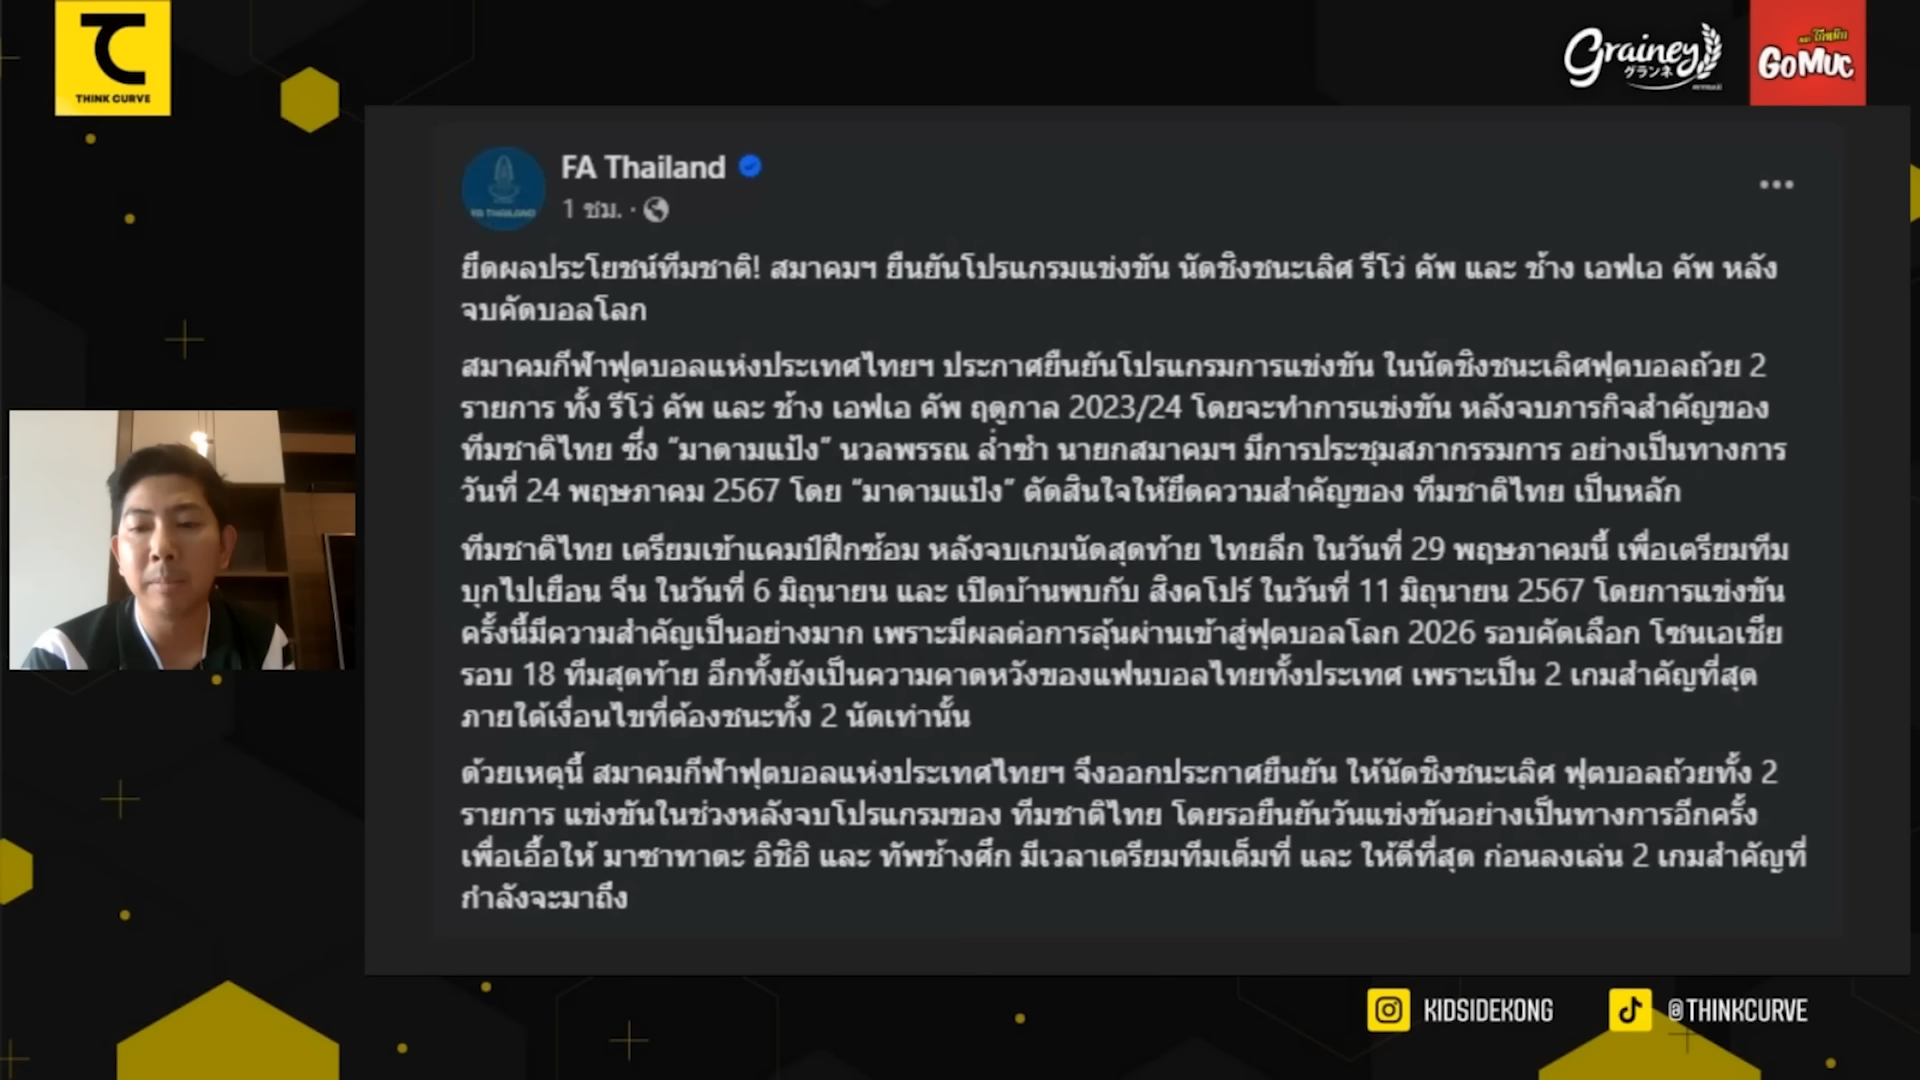 THINK CURVE
Grainey
グランネ
GOMUC
FA Thailand
1 ชม.
ยึดผลประโยชน์ทีมชาติ! สมาคมฯ ยืนยันโปรแกรมแข่งขัน นัดชิงชนะเลิศ รีโว่ คัพ และ ช้าง เอฟเอ คัพ หลัง
จบคัดบอลโลก
สมาคมกีฬาฟุตบอลแห่งประเทศไทยฯ ประกาศยืนยันโปรแกรมการแข่งขัน ในนัดชิงชนะเลิศฟุตบอลถ้วย 2
รายการ ทั้ง รีโว่ คัพ และ ช้าง เอฟเอ คัพ ฤดูกาล 2023/24 โดยจะทำการแข่งขัน หลังจบภารกิจสำคัญของ
ทีมชาติไทย ซึ่ง “มาดามแป้ง” นวลพรรณ ล่ำซำ นายกสมาคมฯ มีการประชุมสภากรรมการ อย่างเป็นทางการ
วันที่ 24 พฤษภาคม 2567 โดย “มาดามแป้ง” ตัดสินใจให้ยึดความสำคัญของ ทีมชาติไทย เป็นหลัก
ทีมชาติไทย เตรียมเข้าแคมป์ฝึกซ้อม หลังจบเกมนัดสุดท้าย ไทยลีก ในวันที่ 29 พฤษภาคมนี้ เพื่อเตรียมทีม
บุกไปเยือน จีน ในวันที่ 6 มิถุนายน และ เปิดบ้านพบกับ สิงคโปร์ ในวันที่ 11 มิถุนายน 2567 โดยการแข่งขัน
ครั้งนี้มีความสำคัญเป็นอย่างมาก เพราะมีผลต่อการลุ้นผ่านเข้าสู่ฟุตบอลโลก 2026 รอบคัดเลือก โซนเอเชีย
รอบ 18 ทีมสุดท้าย อีกทั้งยังเป็นความคาดหวังของแฟนบอลไทยทั้งประเทศ เพราะเป็น 2 เกมสำคัญที่สุด
ภายใต้เงื่อนไขที่ต้องชนะทั้ง 2 นัดเท่านั้น
ด้วยเหตุนี้ สมาคมกีฬาฟุตบอลแห่งประเทศไทยฯ จึงออกประกาศยืนยัน ให้นัดชิงชนะเลิศ ฟุตบอลถ้วยทั้ง 2
รายการ แข่งขันในช่วงหลังจบโปรแกรมของ ทีมชาติไทย โดยรอยืนยันวันแข่งขันอย่างเป็นทางการอีกครั้ง
เพื่อเอื้อให้ มาซาทาดะ อิชิอิ และ ทัพช้างศึก มีเวลาเตรียมทีมเต็มที่ และ ให้ดีที่สุด ก่อนลงเล่น 2 เกมสำคัญที่
กำลังจะมาถึง
KIDSIDEKONG
@THINKCURVE